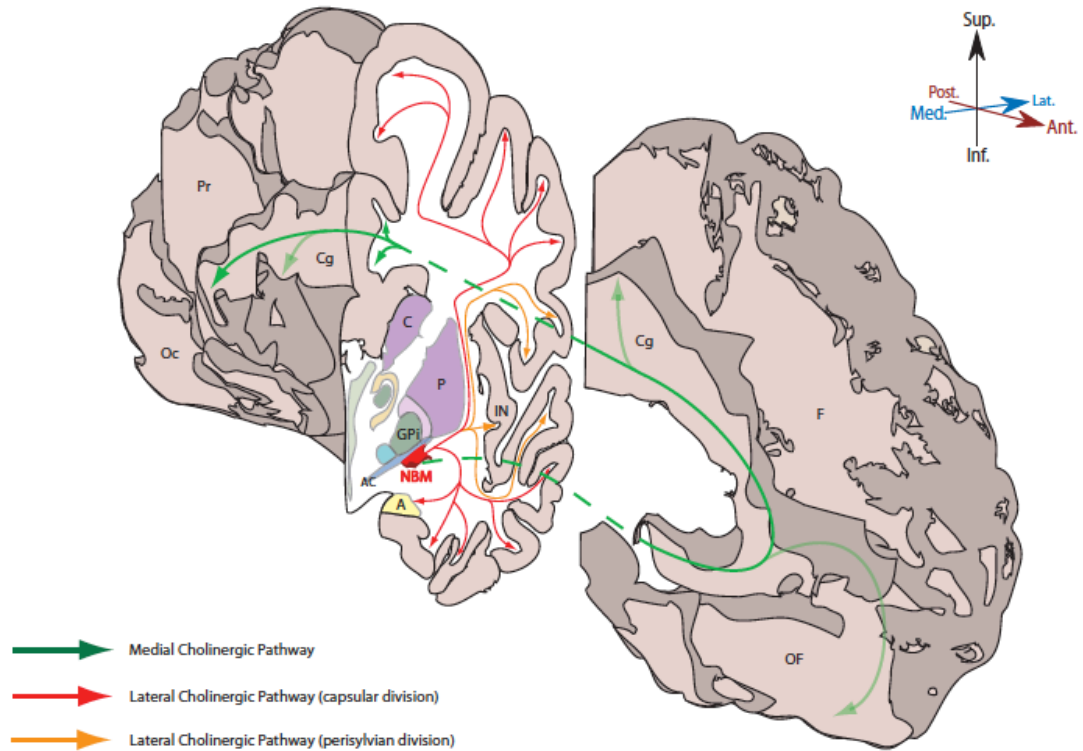 Sup.
Post.
Lat.
Med.
Ant.
Inf.
Pr
Cg
Oc
C
P
IN
GPi
AC
NBM
A
Cg
F
OF
Medial Cholinergic Pathway
Lateral Cholinergic Pathway (capsular division)
Lateral Cholinergic Pathway (perisylvian division)